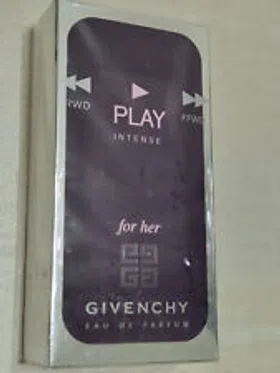 RWD
FFWD
PLAY
INTENSE
for her
GIVENCHY
EAU DE PARFUM